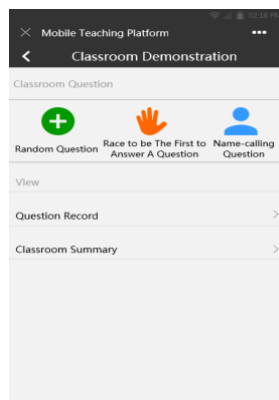 02:16 PM
Mobile Teaching Platform
Classroom Demonstration
Classroom Question
Random Question
Race to be The First to
Answer A Question
Name-calling
Question
View
Question Record
Classroom Summary